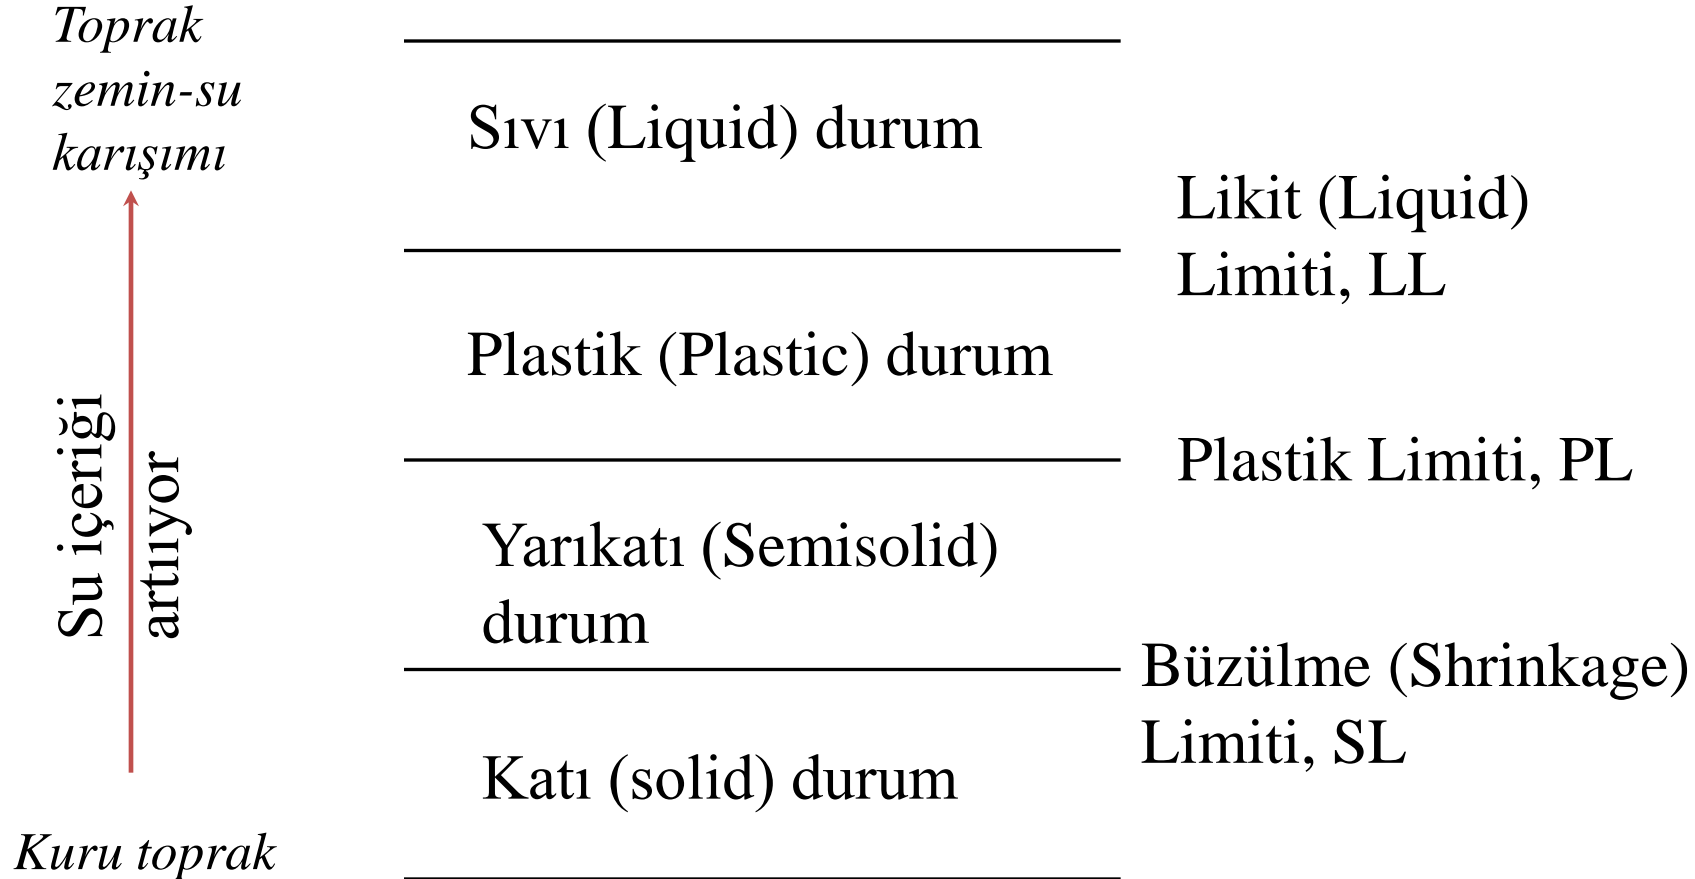 Toprak
zemin-su
karışımı
Sıvı (Liquid) durum
Likit (Liquid)
Limiti, LL
Plastik (Plastic) durum
Su içeriği
artııyor
Plastik Limiti, PL
Yarıkatı (Semisolid)
durum
Büzülme (Shrinkage)
Limiti, SL
Katı (solid) durum
Kuru toprak